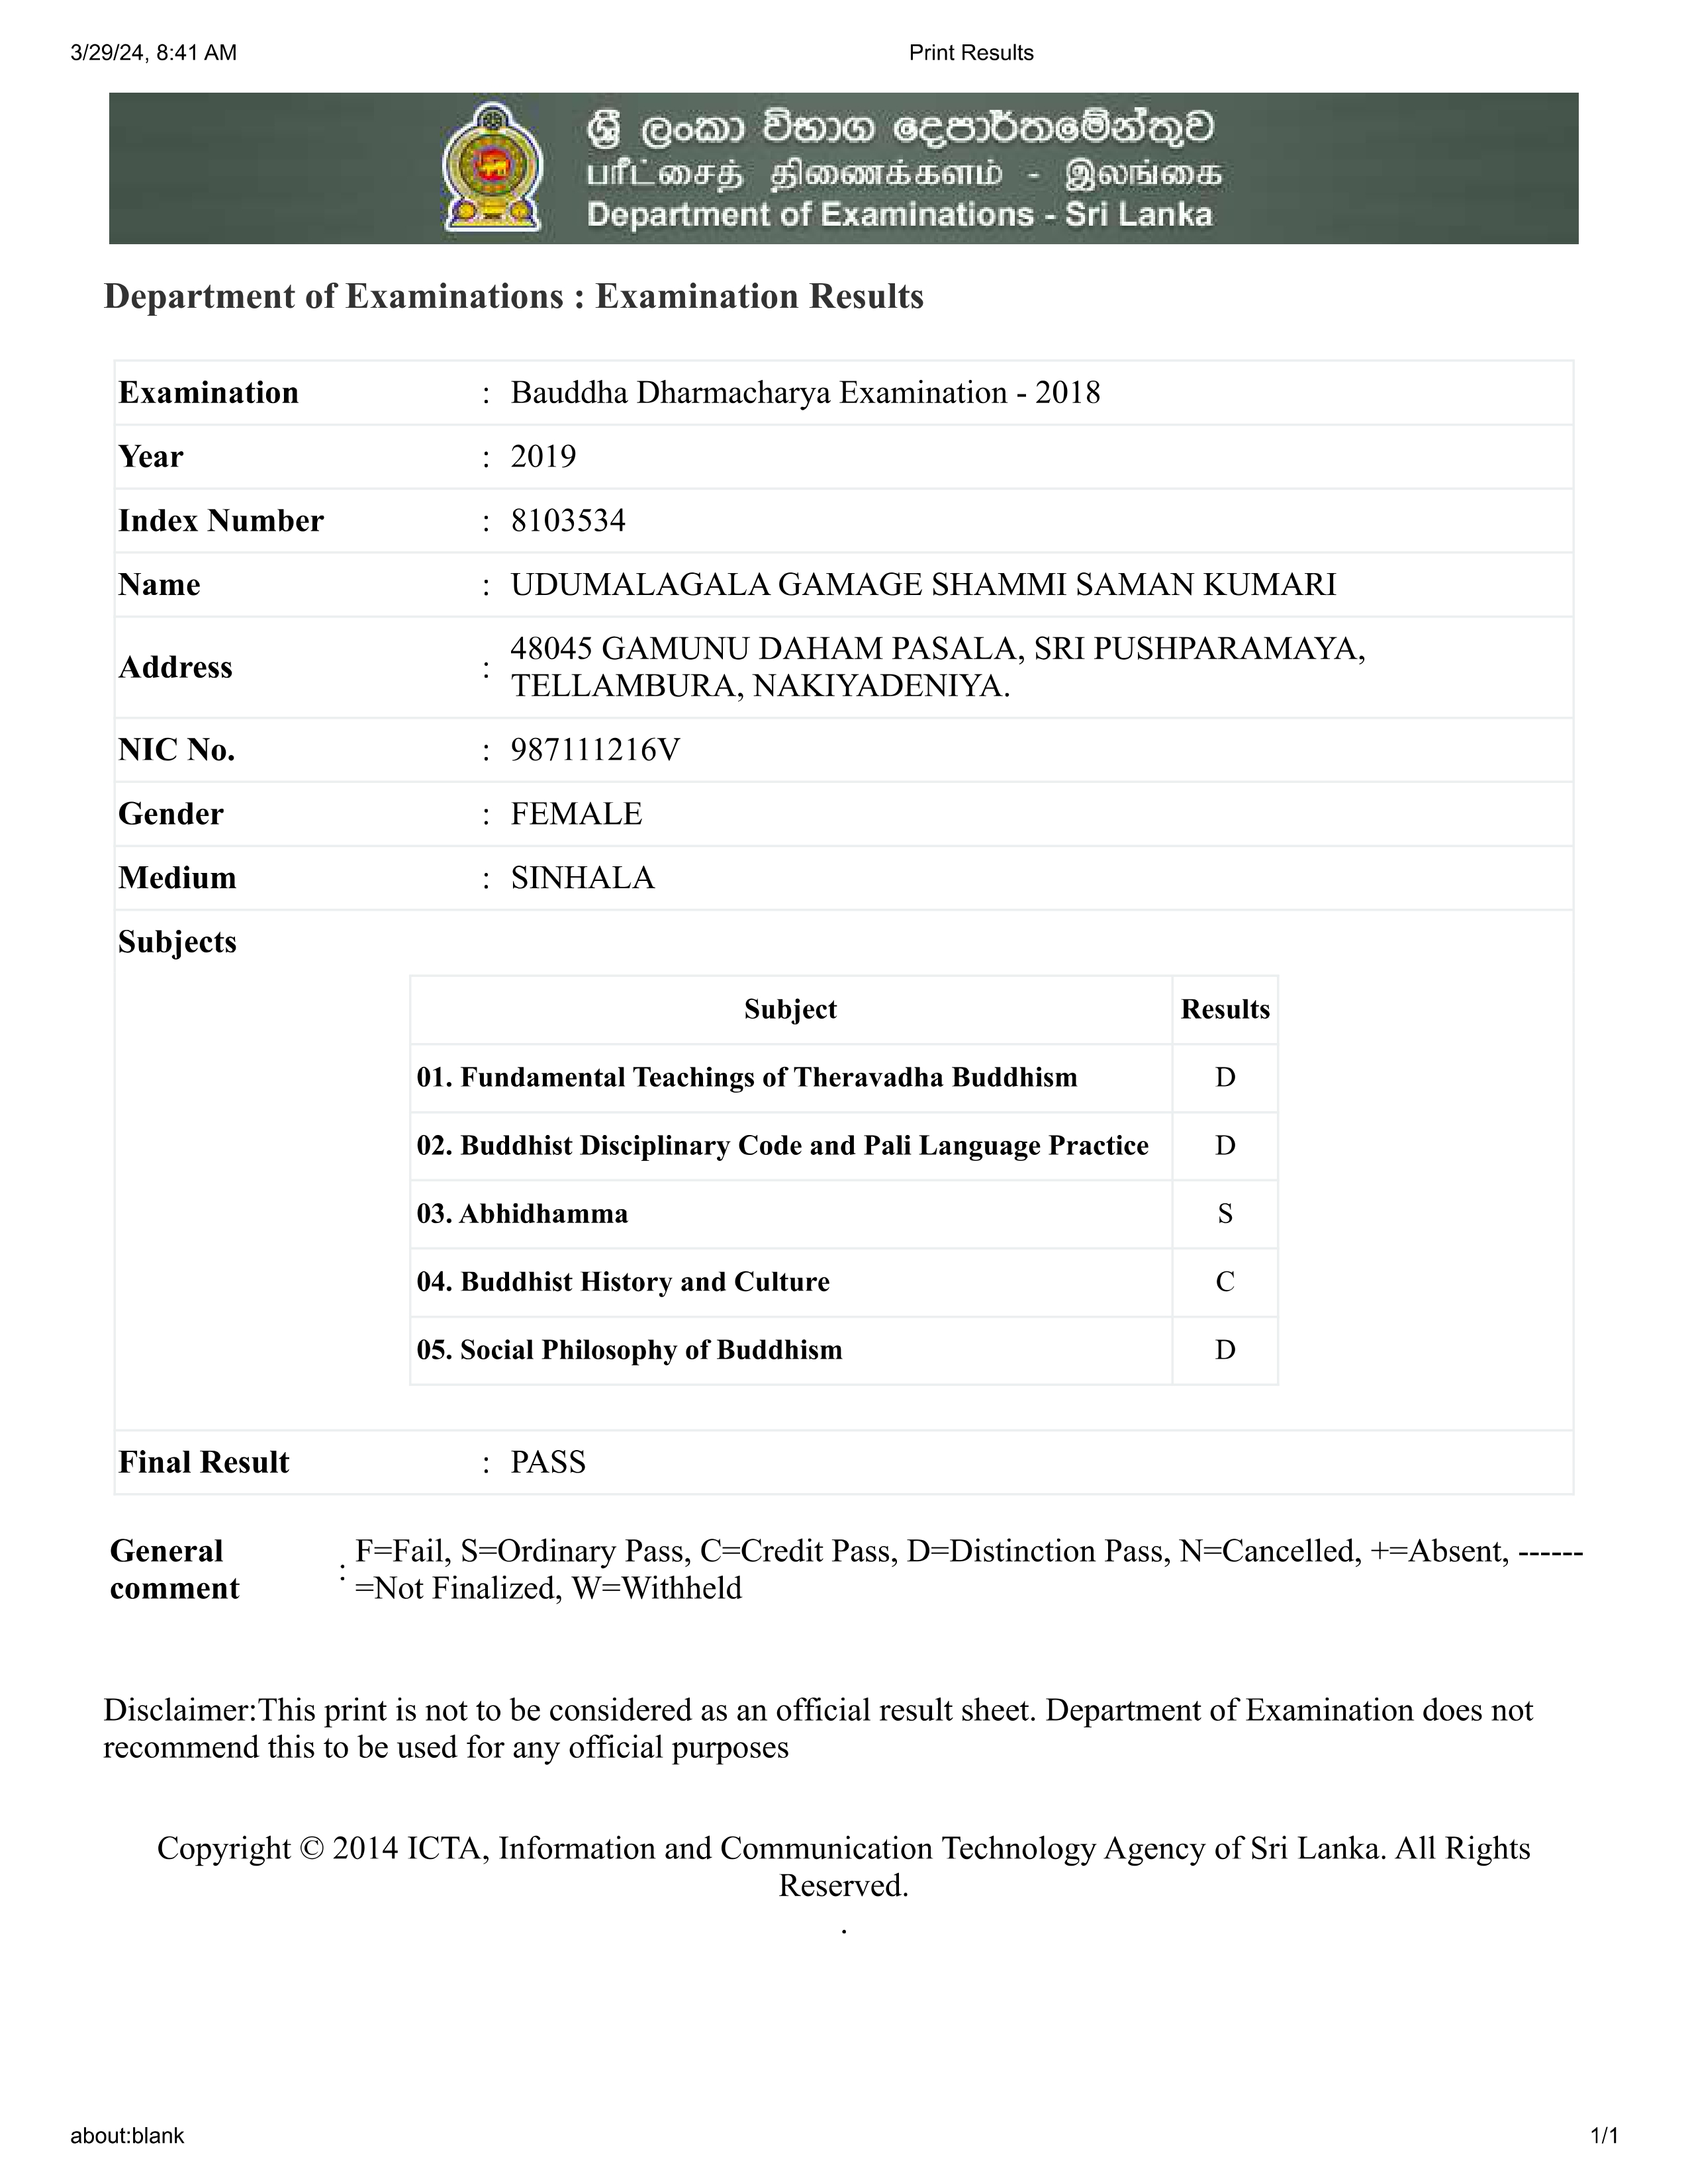 3/29/24, 8:41 AM
Print Results
ශ්‍රී ලංකා විභාග දෙපාර්තමේන්තුව
பரீட்சைத் திணைக்களம் - இலங்கை
Department of Examinations - Sri Lanka
Department of Examinations : Examination Results
Examination : Bauddha Dharmacharya Examination - 2018
Year : 2019
Index Number : 8103534
Name : UDUMALAGALA GAMAGE SHAMMI SAMAN KUMARI
Address : 48045 GAMUNU DAHAM PASALA, SRI PUSHPARAMAYA,
TELLAMBURA, NAKIYADENIYA.
NIC No. : 987111216V
Gender : FEMALE
Medium : SINHALA
Subjects
Subject Results
01. Fundamental Teachings of Theravadha Buddhism D
02. Buddhist Disciplinary Code and Pali Language Practice D
03. Abhidhamma S
04. Buddhist History and Culture C
05. Social Philosophy of Buddhism D
Final Result : PASS
General comment : F=Fail, S=Ordinary Pass, C=Credit Pass, D=Distinction Pass, N=Cancelled, +=Absent, ------
=Not Finalized, W=Withheld
Disclaimer:This print is not to be considered as an official result sheet. Department of Examination does not
recommend this to be used for any official purposes
Copyright © 2014 ICTA, Information and Communication Technology Agency of Sri Lanka. All Rights
Reserved.
.
about:blank
1/1